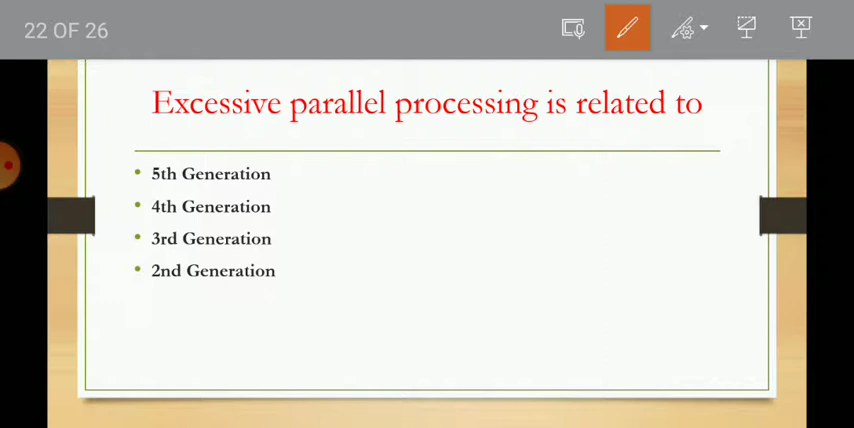 22 OF 26
Excessive parallel processing is related to
• 5th Generation
• 4th Generation
• 3rd Generation
• 2nd Generation